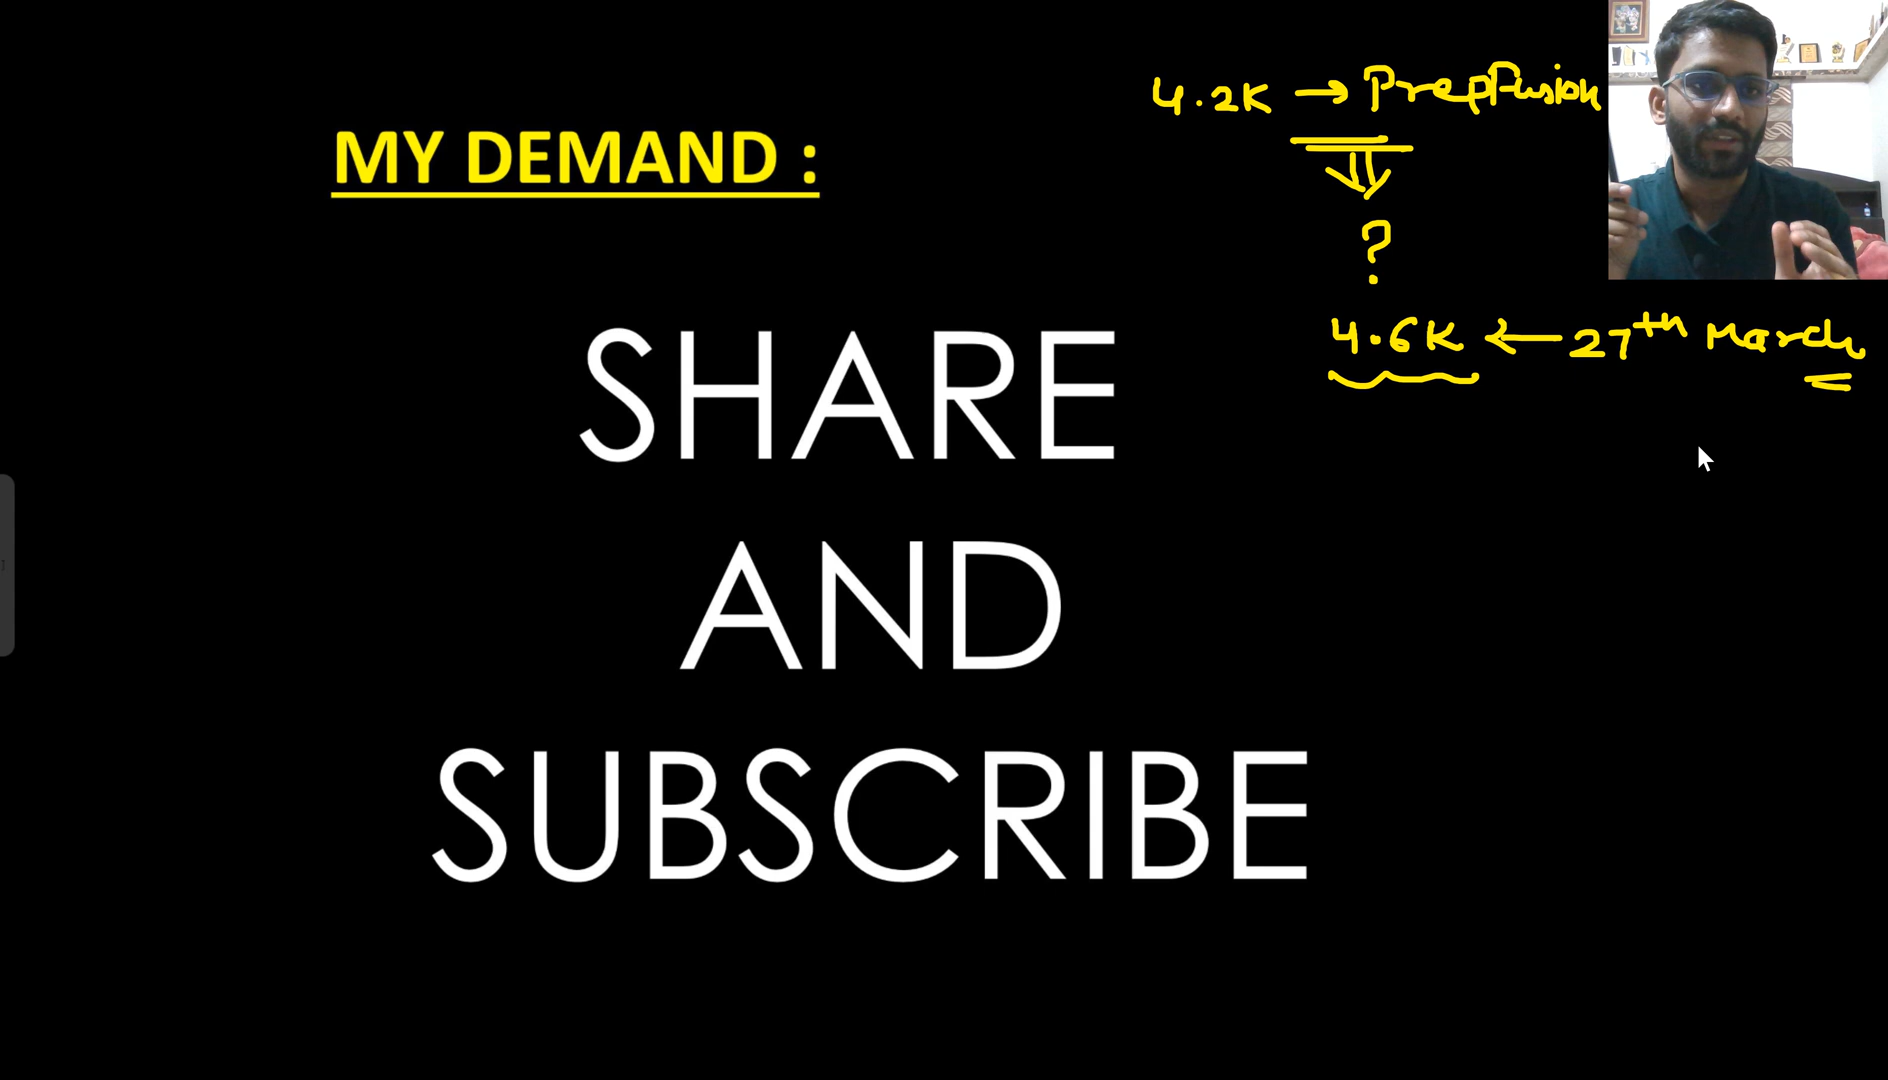 4.2K → PrepFusion
MY DEMAND :
?
4.6K ← 27th March
SHARE
AND
SUBSCRIBE